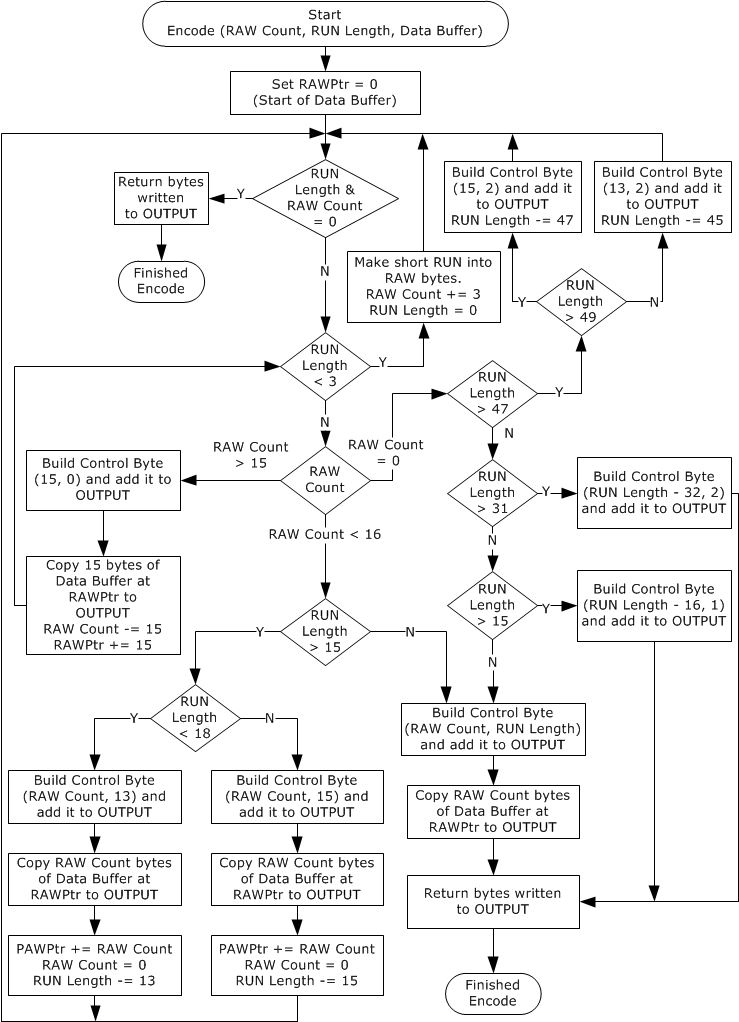 Start
Encode (RAW Count, RUN Length, Data Buffer)
Set RAWPtr = 0
(Start of Data Buffer)
RUN
Length &
RAW Count
= 0
Y
Return bytes
written
to OUTPUT
Finished
Encode
N
Make short RUN into
RAW bytes.
RAW Count += 3
RUN Length = 0
Build Control Byte
(15, 2) and add it
to OUTPUT
RUN Length -= 47
Build Control Byte
(13, 2) and add it
to OUTPUT
RUN Length -= 45
RUN
Length
> 49
Y
N
RUN
Length
< 3
Y
N
RUN
Length
> 47
Y
N
RAW Count
> 15
RAW Count
= 0
RAW
Count
RAW Count < 16
Build Control Byte
(15, 0) and add it to
OUTPUT
Copy 15 bytes of
Data Buffer at
RAWPtr to
OUTPUT
RAW Count -= 15
RAWPtr += 15
RUN
Length
> 31
Y
N
Build Control Byte
(RUN Length - 32, 2)
and add it to OUTPUT
RUN
Length
> 15
Y
N
Build Control Byte
(RUN Length - 16, 1)
and add it to OUTPUT
RUN
Length
> 15
Y
N
RUN
Length
< 18
Y
N
Build Control Byte
(RAW Count, RUN Length)
and add it to OUTPUT
Build Control Byte
(RAW Count, 13) and
add it to OUTPUT
Build Control Byte
(RAW Count, 15) and
add it to OUTPUT
Copy RAW Count bytes
of Data Buffer at
RAWPtr to OUTPUT
Copy RAW Count bytes
of Data Buffer at
RAWPtr to OUTPUT
Copy RAW Count bytes
of Data Buffer at
RAWPtr to OUTPUT
Return bytes written
to OUTPUT
PAWPtr += RAW Count
RAW Count = 0
RUN Length -= 13
PAWPtr += RAW Count
RAW Count = 0
RUN Length -= 15
Finished
Encode